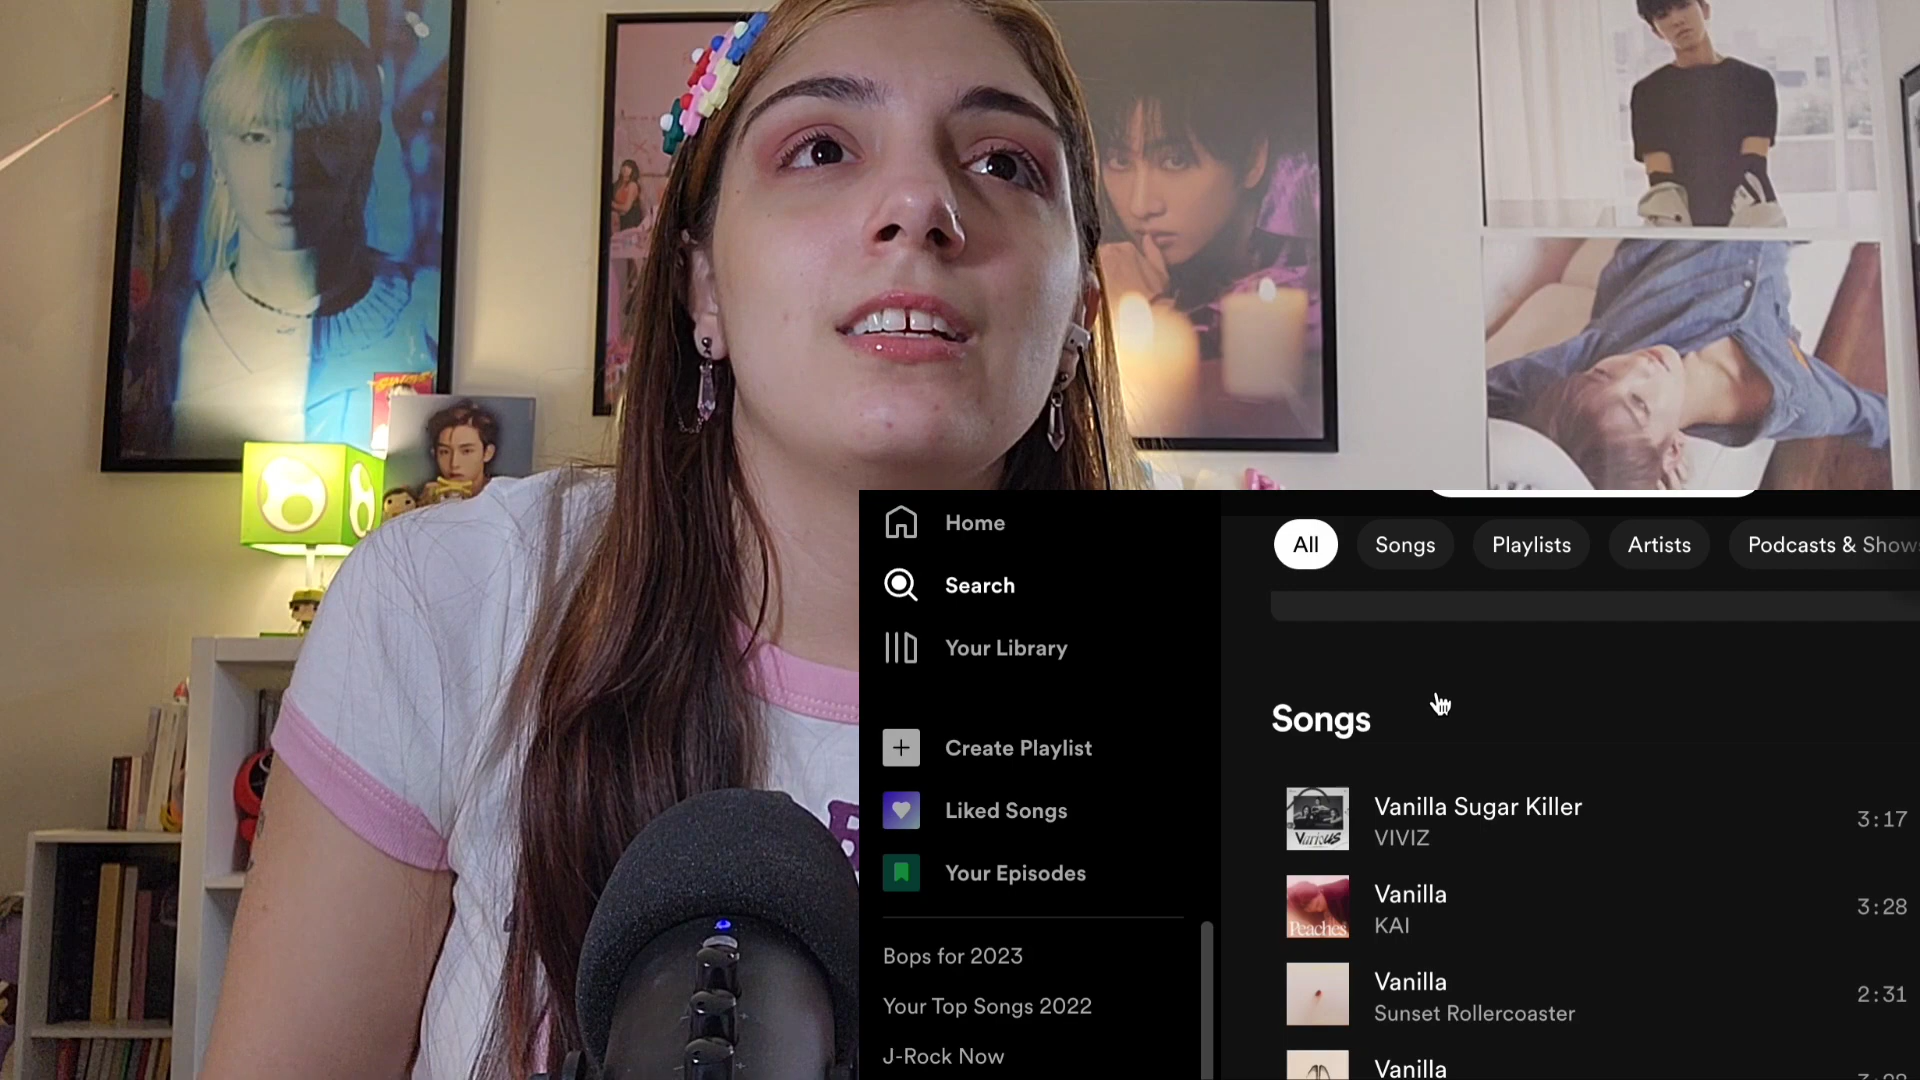 Home
Search
Your Library
Create Playlist
Liked Songs
Your Episodes
Bops for 2023
Your Top Songs 2022
J-Rock Now
All
Songs
Playlists
Artists
Podcasts & Show
Songs
Vanilla Sugar Killer
VIVIZ
3:17
Various
Vanilla
KAI
3:28
Peaches
Vanilla
Sunset Rollercoaster
2:31
Vanilla